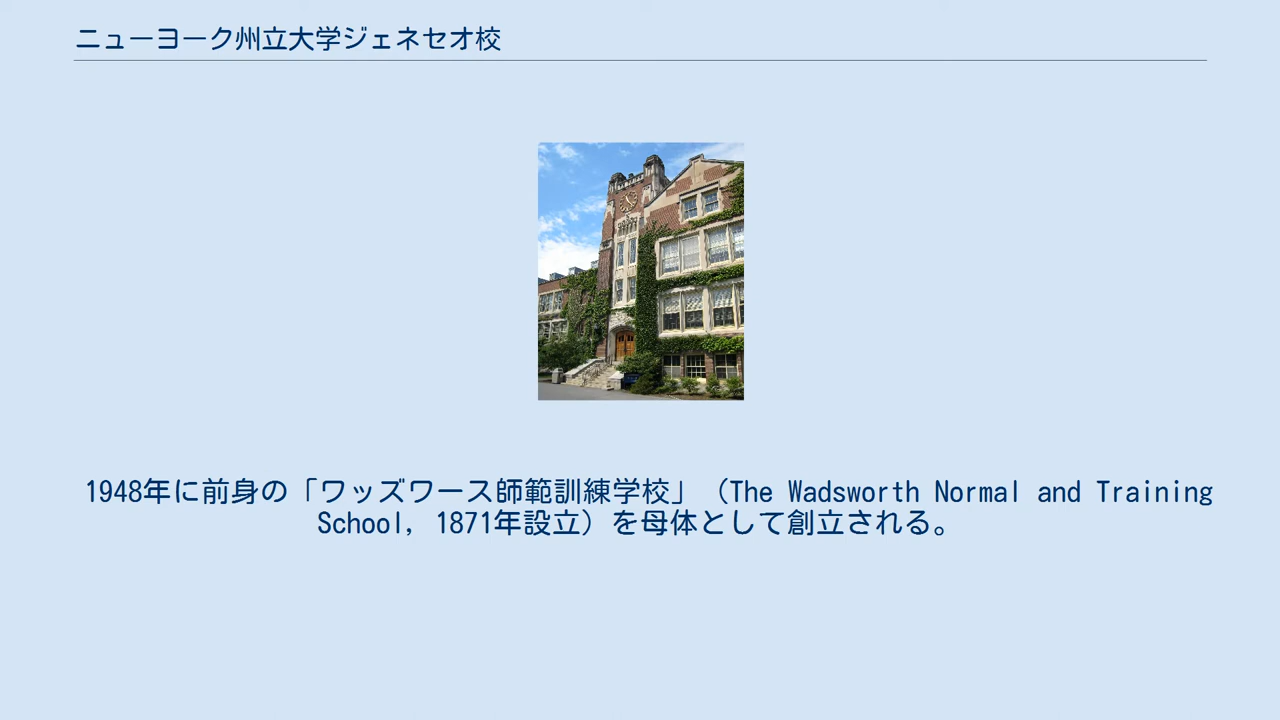 ニューヨーク州立大学ジェネセオ校
1948年に前身の「ワッズワース師範訓練学校」（The Wadsworth Normal and Training
School, 1871年設立）を母体として創立される。